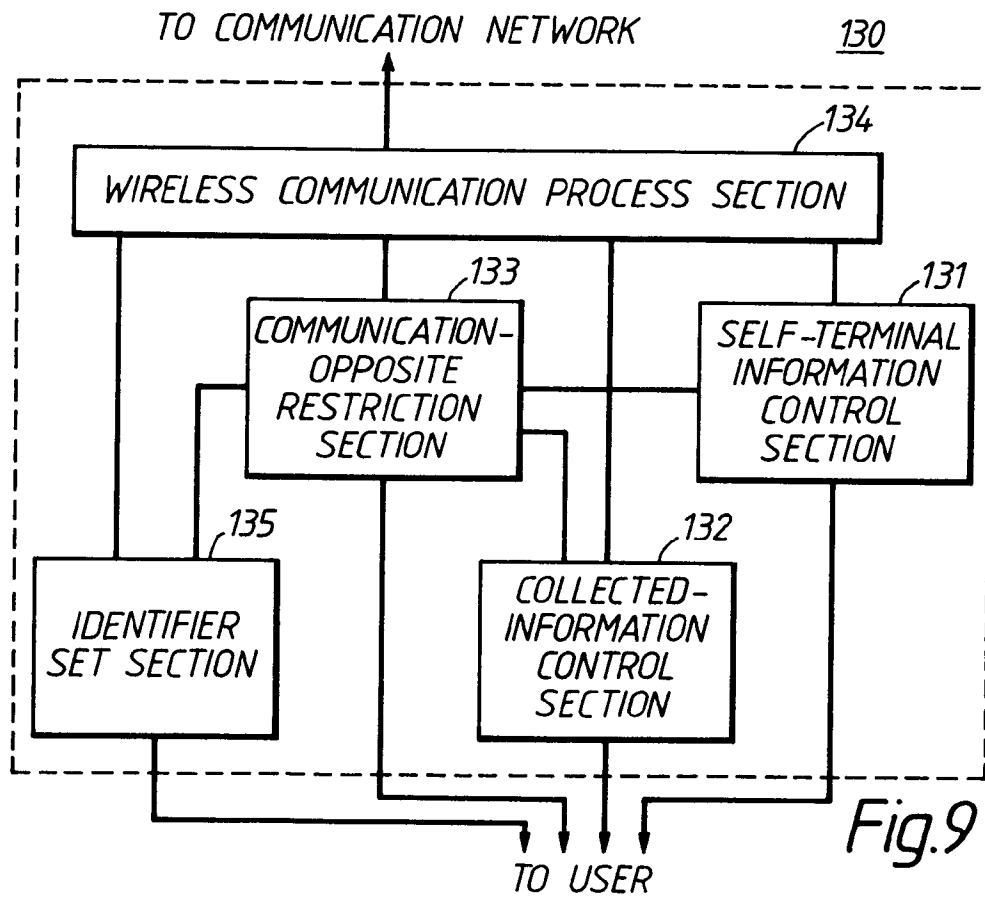 TO COMMUNICATION NETWORK
130
134
WIRELESS COMMUNICATION PROCESS SECTION
133
COMMUNICATION-
OPPOSITE
RESTRICTION
SECTION
131
SELF-TERMINAL
INFORMATION
CONTROL
SECTION
135
IDENTIFIER
SET SECTION
132
COLLECTED-
INFORMATION
CONTROL
SECTION
TO USER
Fig.9